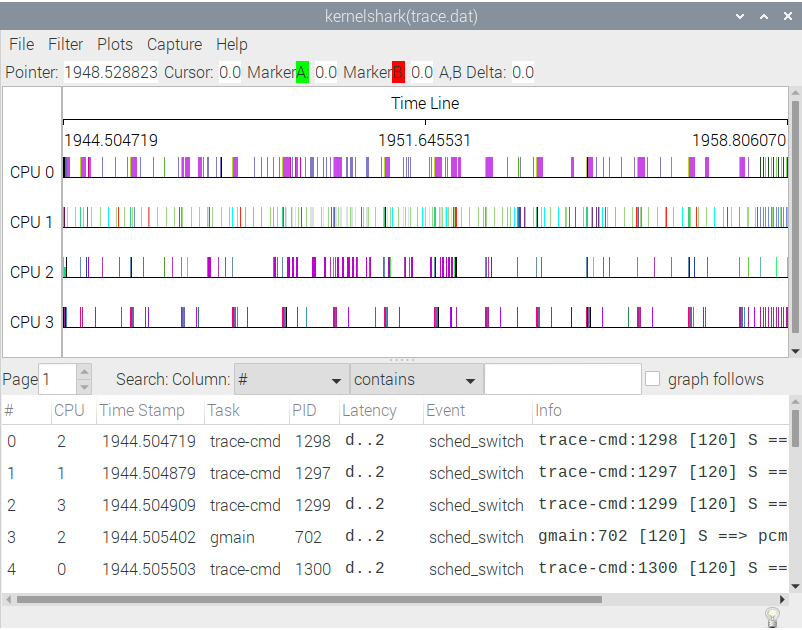 kernelshark(trace.dat)
File Filter Plots Capture Help
Pointer: 1948.528823 Cursor: 0.0 MarkerA 0.0 MarkerB 0.0 A,B Delta: 0.0
Time Line
1944.504719 1951.645531 1958.806070
CPU 0
CPU 1
CPU 2
CPU 3
Page 1 Search: Column: # contains graph follows
# CPU Time Stamp Task PID Latency Event Info
0 2 1944.504719 trace-cmd 1298 d..2 sched_switch trace-cmd:1298 [120] S ==
1 1 1944.504879 trace-cmd 1297 d..2 sched_switch trace-cmd:1297 [120] S ==
2 3 1944.504909 trace-cmd 1299 d..2 sched_switch trace-cmd:1299 [120] S ==
3 2 1944.505402 gmain 702 d..2 sched_switch gmain:702 [120] S ==> pcm
4 0 1944.505503 trace-cmd 1300 d..2 sched_switch trace-cmd:1300 [120] S ==